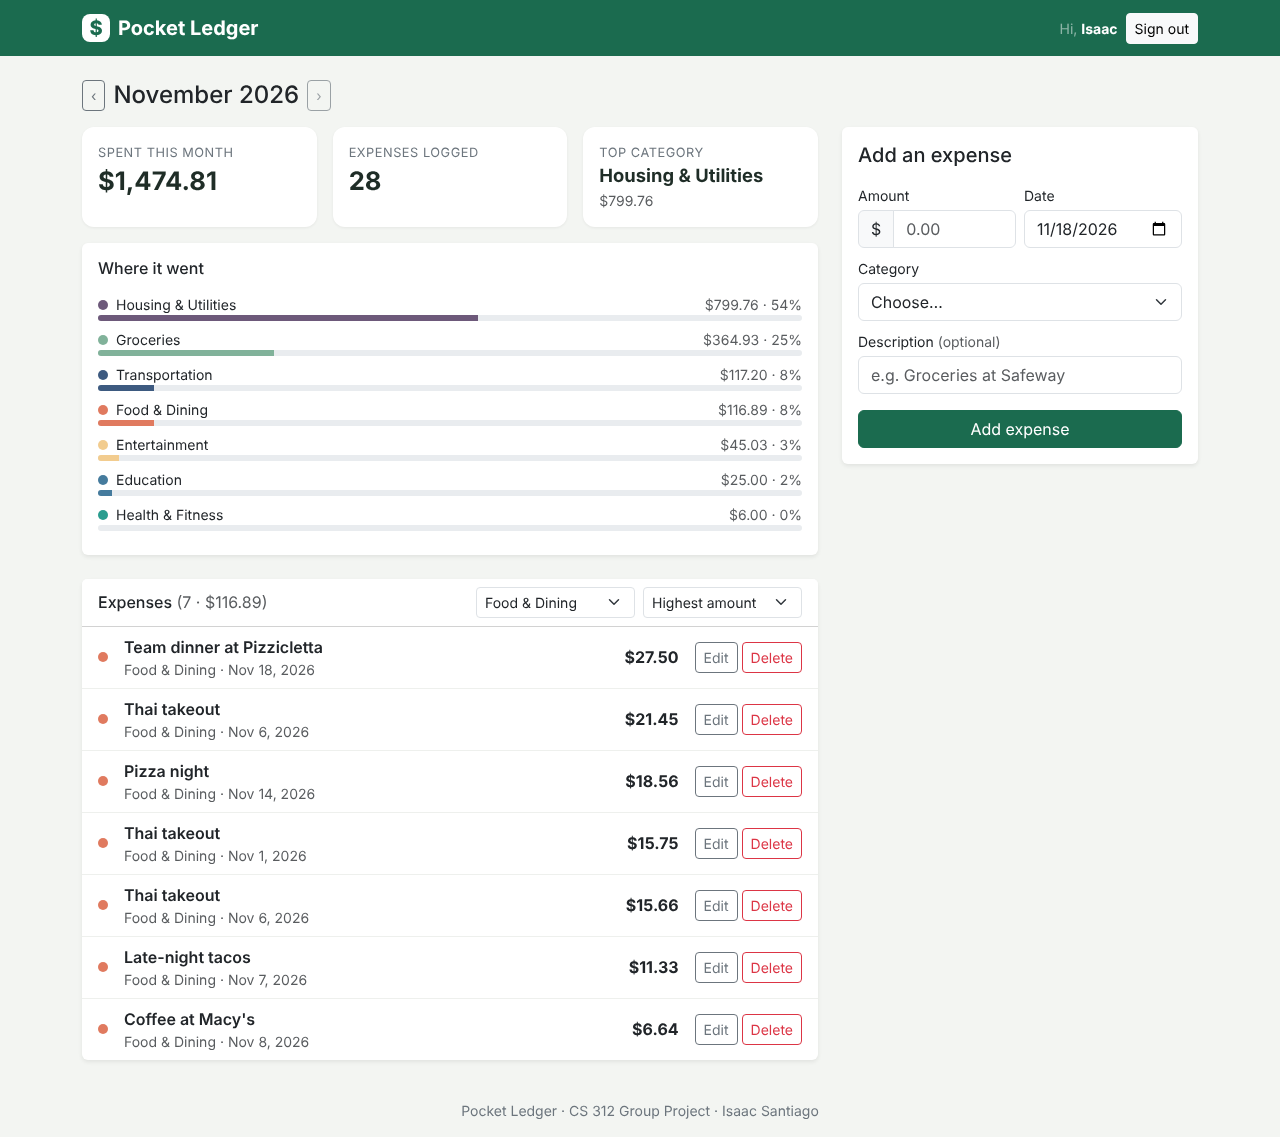 $ Pocket Ledger
Hi, Isaac
Sign out
‹ November 2026 ›
SPENT THIS MONTH
$1,474.81
EXPENSES LOGGED
28
TOP CATEGORY
Housing & Utilities
$799.76
Where it went
Housing & Utilities $799.76 · 54%
Groceries $364.93 · 25%
Transportation $117.20 · 8%
Food & Dining $116.89 · 8%
Entertainment $45.03 · 3%
Education $25.00 · 2%
Health & Fitness $6.00 · 0%
Expenses (7 · $116.89) Food & Dining Highest amount
Team dinner at Pizzicletta
Food & Dining · Nov 18, 2026
$27.50 Edit Delete
Thai takeout
Food & Dining · Nov 6, 2026
$21.45 Edit Delete
Pizza night
Food & Dining · Nov 14, 2026
$18.56 Edit Delete
Thai takeout
Food & Dining · Nov 1, 2026
$15.75 Edit Delete
Thai takeout
Food & Dining · Nov 6, 2026
$15.66 Edit Delete
Late-night tacos
Food & Dining · Nov 7, 2026
$11.33 Edit Delete
Coffee at Macy's
Food & Dining · Nov 8, 2026
$6.64 Edit Delete
Add an expense
Amount
$ 0.00
Date
11/18/2026
Category
Choose...
Description (optional)
e.g. Groceries at Safeway
Add expense
Pocket Ledger · CS 312 Group Project · Isaac Santiago